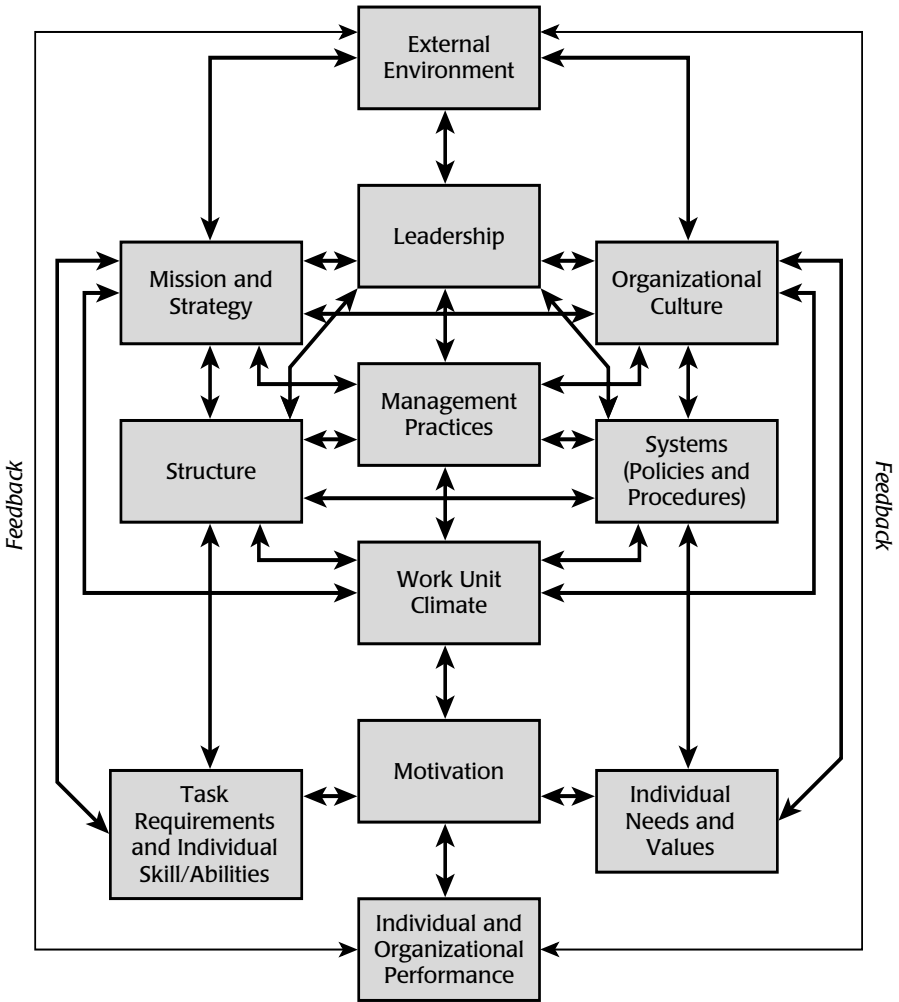 External
Environment
Leadership
Mission and
Strategy
Organizational
Culture
Management
Practices
Structure
Systems
(Policies and
Procedures)
Feedback
Feedback
Work Unit
Climate
Motivation
Task
Requirements
and Individual
Skill/Abilities
Individual
Needs and
Values
Individual and
Organizational
Performance